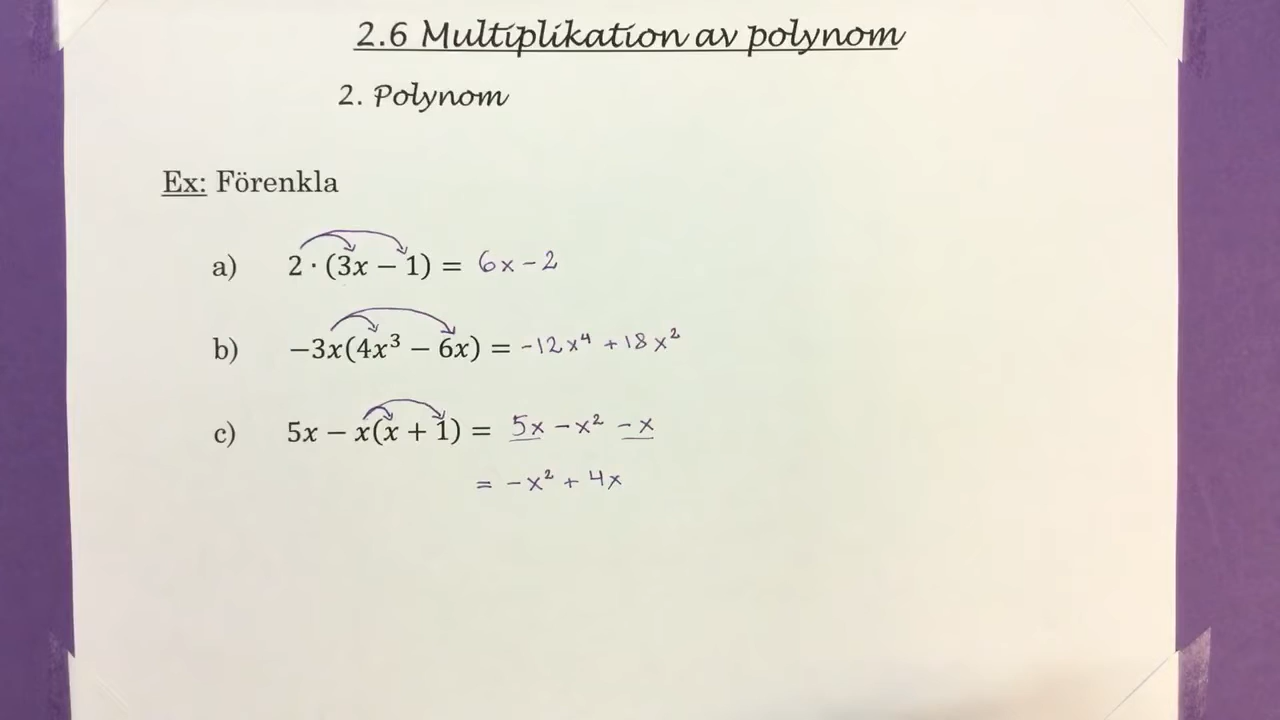 2.6 Multiplikation av polynom
2. Polynom
Ex: Förenkla
a) 2 · (3x − 1) = 6x − 2
b) −3x(4x³ − 6x) = −12x⁴ + 18x²
c) 5x − x(x + 1) = 5x − x² − x
= −x² + 4x